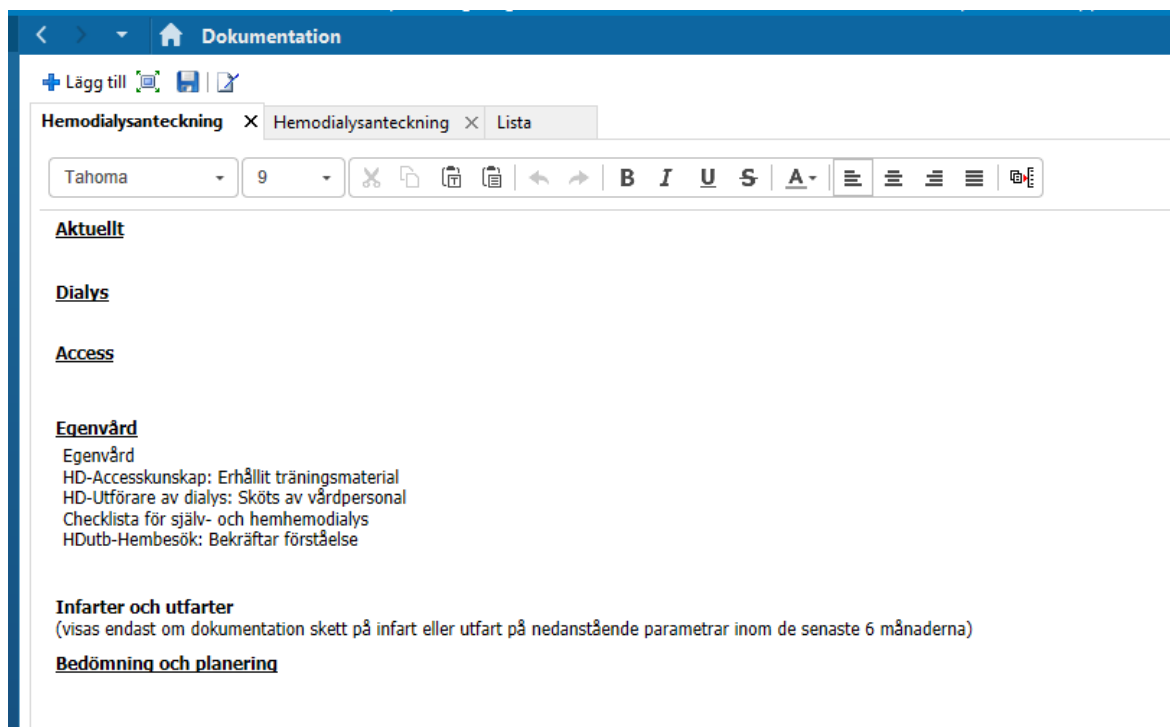 Dokumentation
Lägg till
Hemodialysanteckning Hemodialysanteckning Lista
Tahoma 9 B I U S A
Aktuellt
Dialys
Access
Egenvård
Egenvård
HD-Accesskunskap: Erhållit träningsmaterial
HD-Utförare av dialys: Sköts av vårdpersonal
Checklista för själv- och hemhemodialys
HDutb-Hembesök: Bekräftar förståelse
Infarter och utfarter
(visas endast om dokumentation skett på infart eller utfart på nedanstående parametrar inom de senaste 6 månaderna)
Bedömning och planering